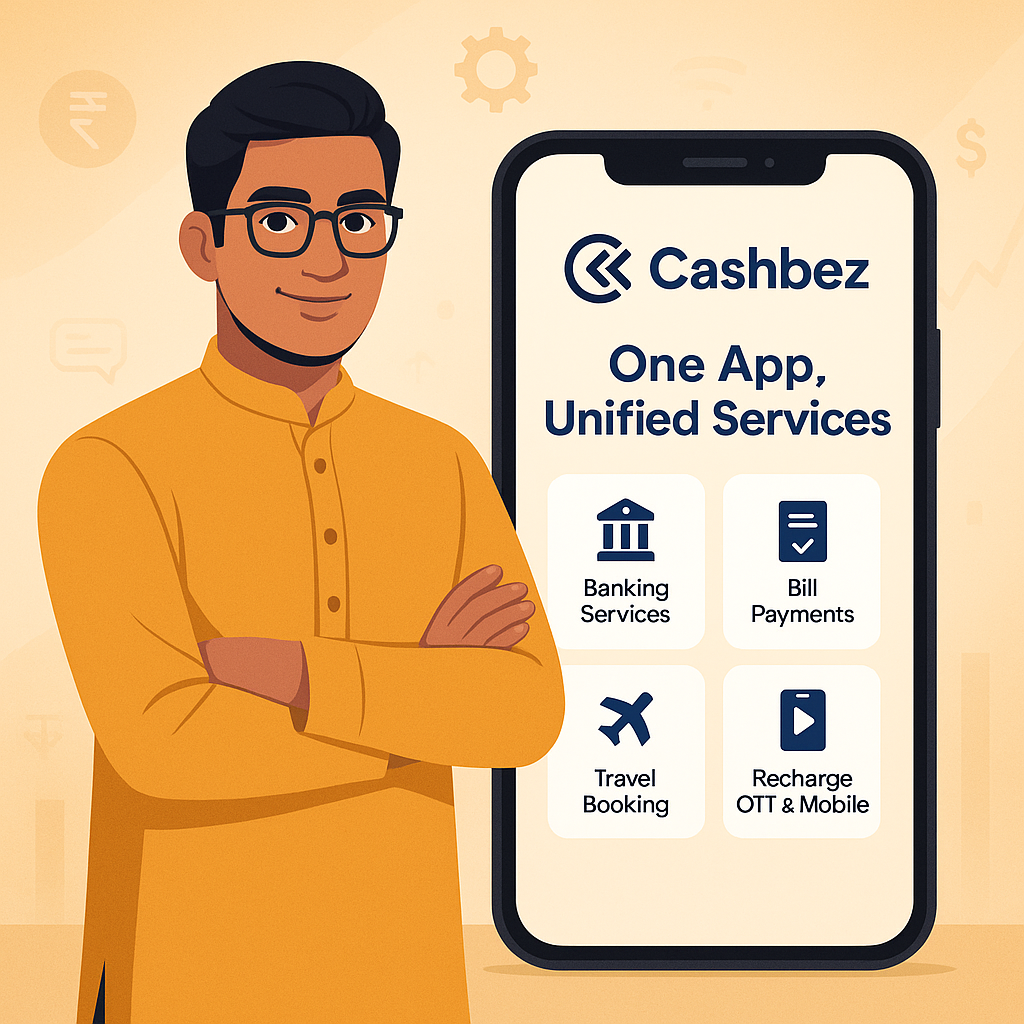 Cashbez
One App,
Unified Services
Banking
Services
Bill
Payments
Travel
Booking
Recharge
OTT & Mobile